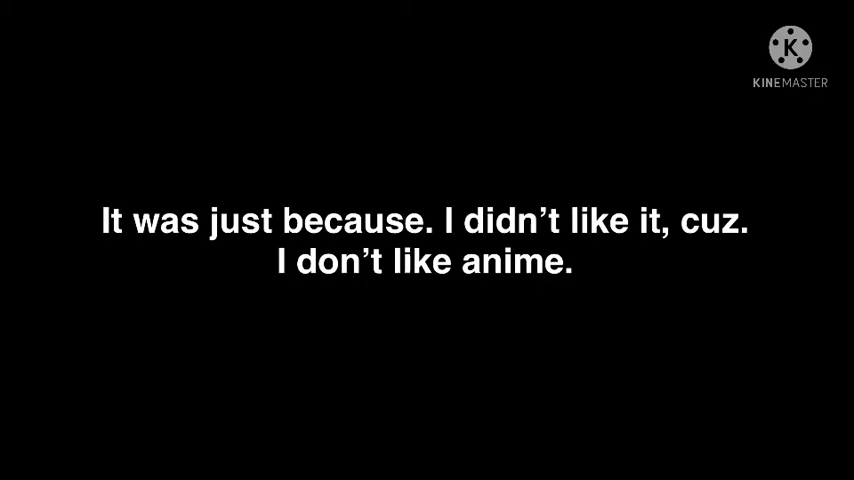 K
KINEMASTER
It was just because. I didn’t like it, cuz.
I don’t like anime.